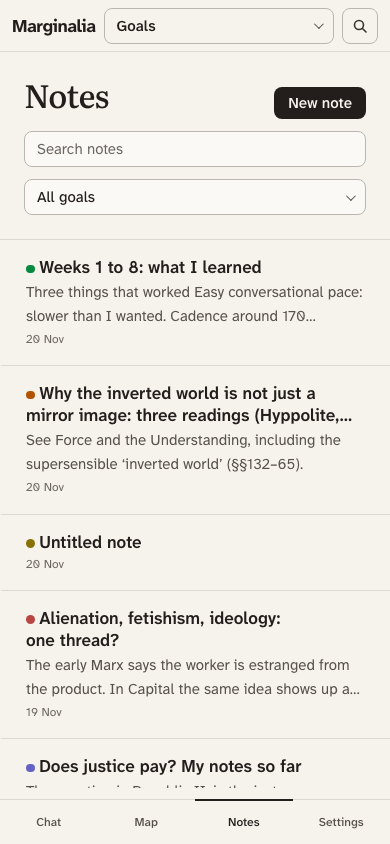 Marginalia
Goals
Notes
New note
Search notes
All goals
Weeks 1 to 8: what I learned
Three things that worked Easy conversational pace:
slower than I wanted. Cadence around 170...
20 Nov
Why the inverted world is not just a
mirror image: three readings (Hyppolite,...
See Force and the Understanding, including the
supersensible ‘inverted world’ (§§132–65).
20 Nov
Untitled note
20 Nov
Alienation, fetishism, ideology:
one thread?
The early Marx says the worker is estranged from
the product. In Capital the same idea shows up a...
19 Nov
Does justice pay? My notes so far
Chat
Map
Notes
Settings